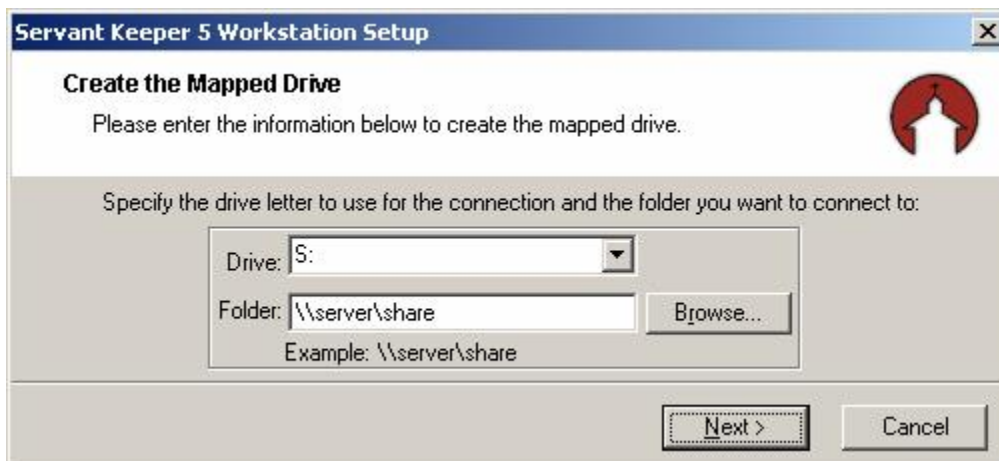 Servant Keeper 5 Workstation Setup
Create the Mapped Drive
Please enter the information below to create the mapped drive.
Specify the drive letter to use for the connection and the folder you want to connect to:
Drive: S:
Folder: \\server\share Browse...
Example: \\server\share
Next > Cancel